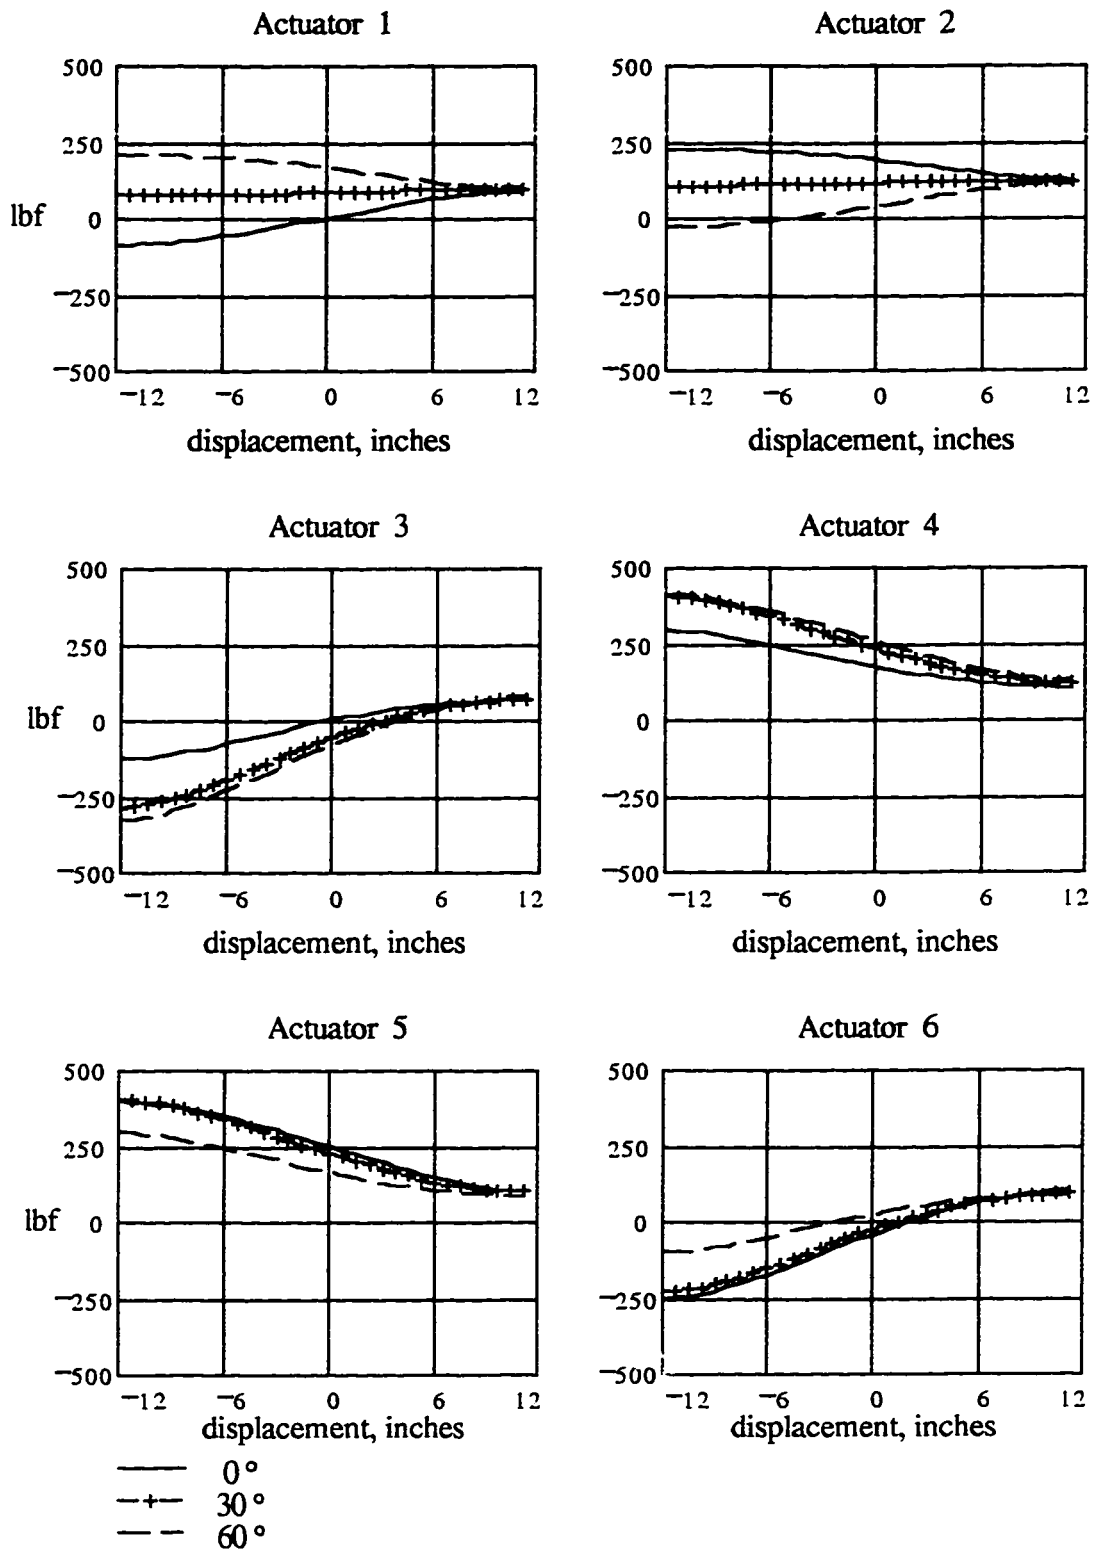 Actuator 1
Actuator 2
500
250
lbf
0
−250
−500
−12 −6 0 6 12
displacement, inches
500
250
0
−250
−500
−12 −6 0 6 12
displacement, inches
Actuator 3
Actuator 4
500
250
lbf
0
−250
−500
−12 −6 0 6 12
displacement, inches
500
250
0
−250
−500
−12 −6 0 6 12
displacement, inches
Actuator 5
Actuator 6
500
250
lbf
0
−250
−500
−12 −6 0 6 12
displacement, inches
500
250
0
−250
−500
−12 −6 0 6 12
displacement, inches
0°
30°
60°